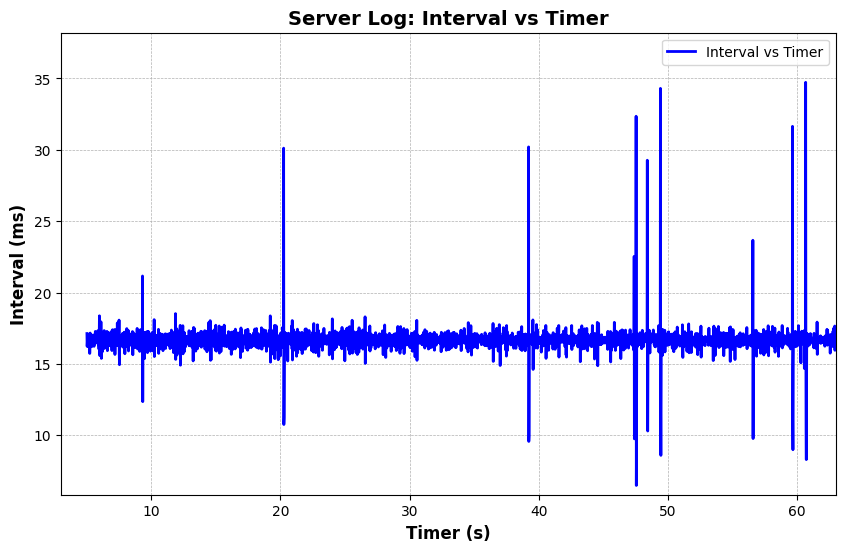 Server Log: Interval vs Timer
Interval vs Timer
Interval (ms)
35
30
25
20
15
10
10 20 30 40 50 60
Timer (s)